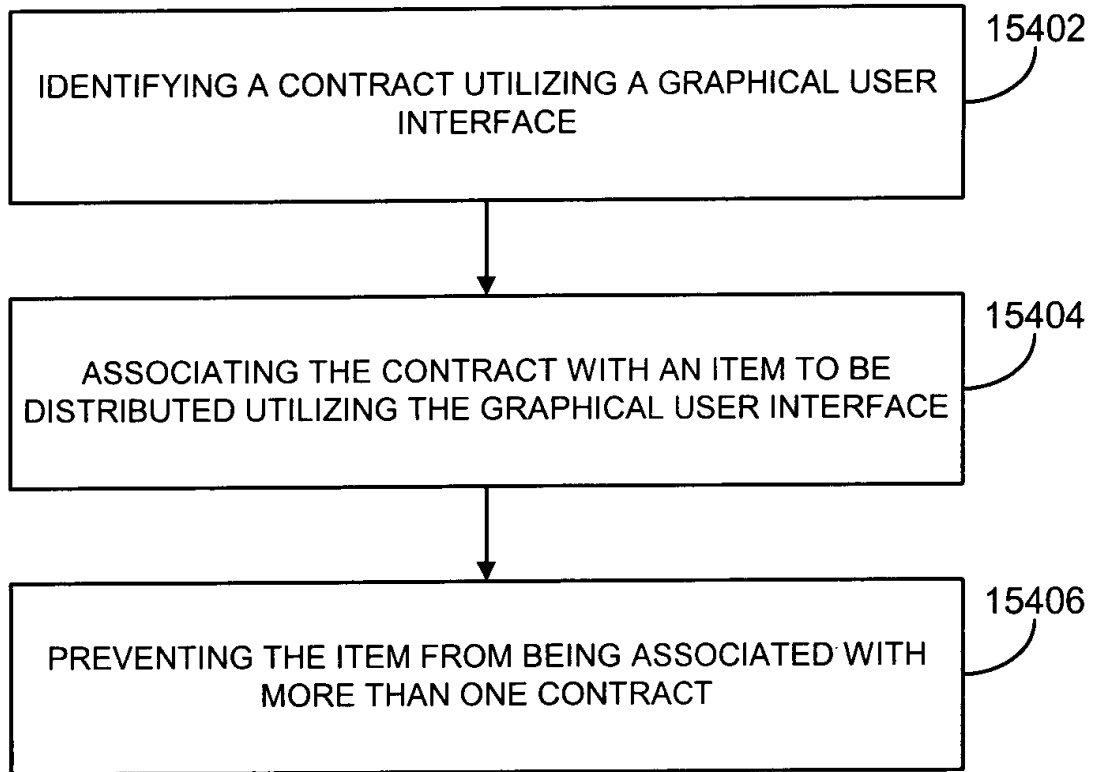 15402
IDENTIFYING A CONTRACT UTILIZING A GRAPHICAL USER
INTERFACE
15404
ASSOCIATING THE CONTRACT WITH AN ITEM TO BE
DISTRIBUTED UTILIZING THE GRAPHICAL USER INTERFACE
15406
PREVENTING THE ITEM FROM BEING ASSOCIATED WITH
MORE THAN ONE CONTRACT